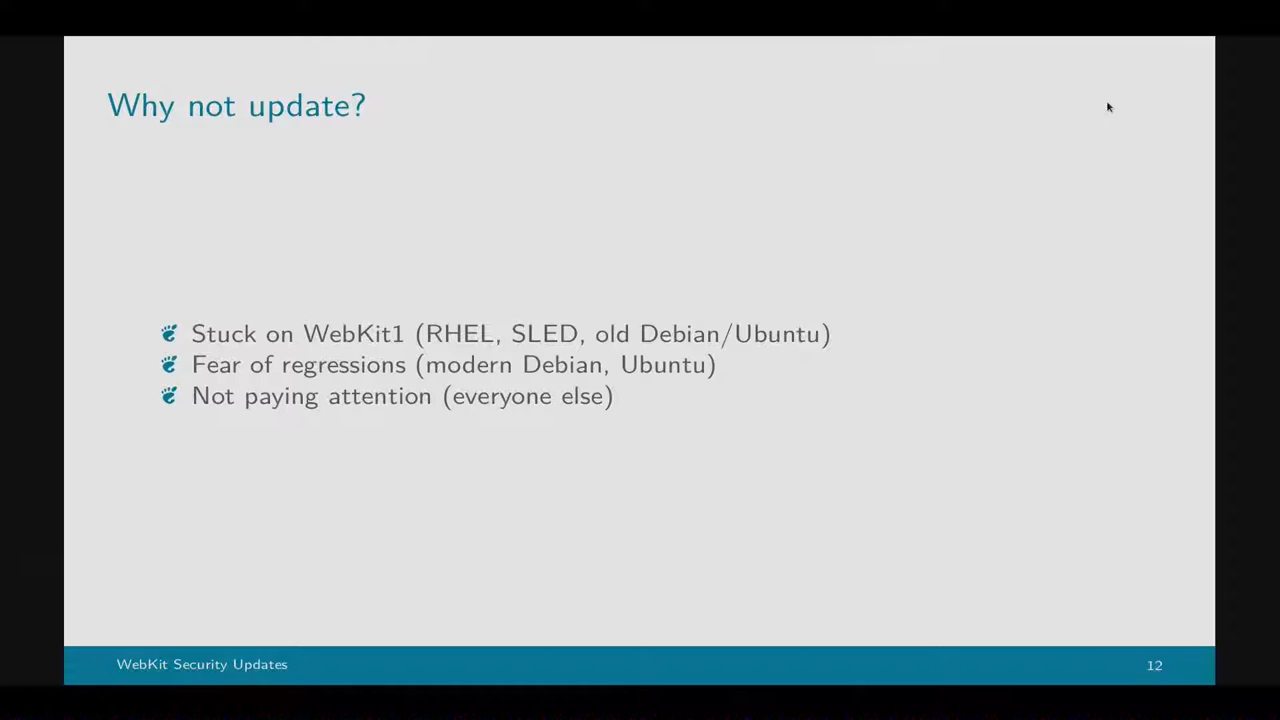 Why not update?
Stuck on WebKit1 (RHEL, SLED, old Debian/Ubuntu)
Fear of regressions (modern Debian, Ubuntu)
Not paying attention (everyone else)
WebKit Security Updates
12